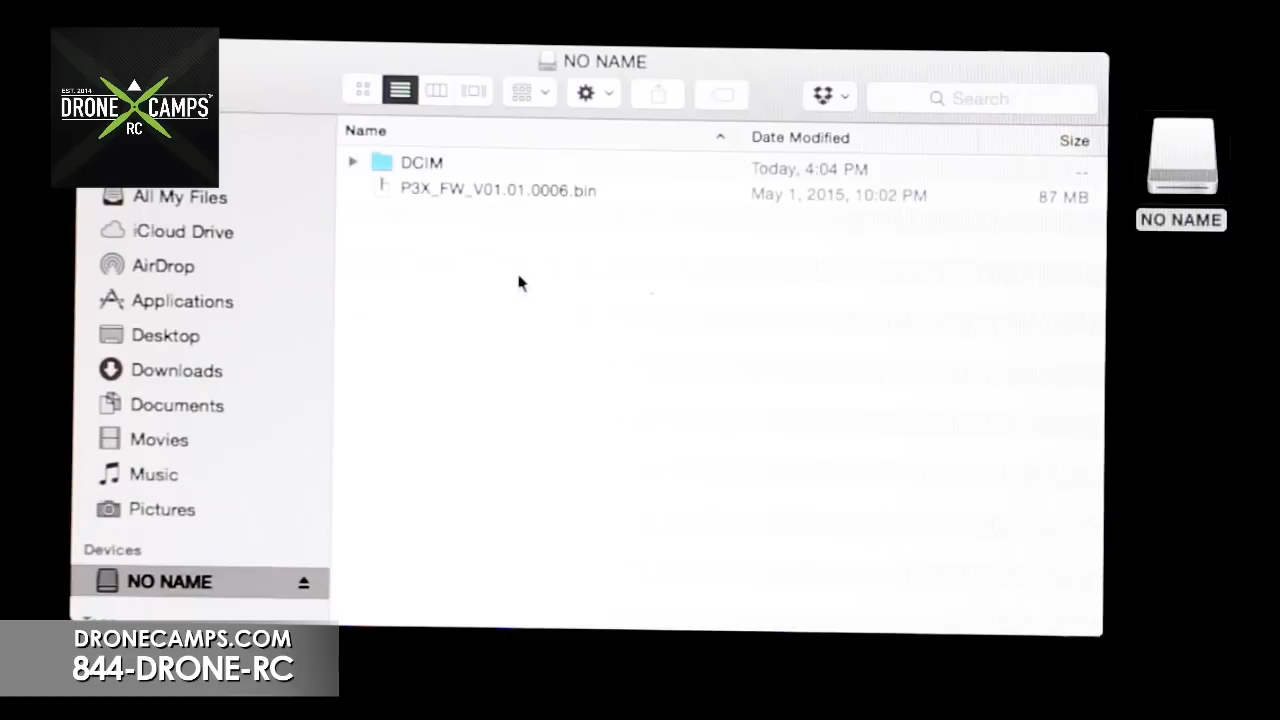 NO NAME
EST. 2014
DRONE CAMPS
RC
Search
Name
Date Modified
Size
DCIM
Today, 4:04 PM
--
P3X_FW_V01.01.0006.bin
May 1, 2015, 10:02 PM
87 MB
All My Files
iCloud Drive
AirDrop
Applications
Desktop
Downloads
Documents
Movies
Music
Pictures
Devices
NO NAME
NO NAME
DRONECAMPS.COM
844-DRONE-RC